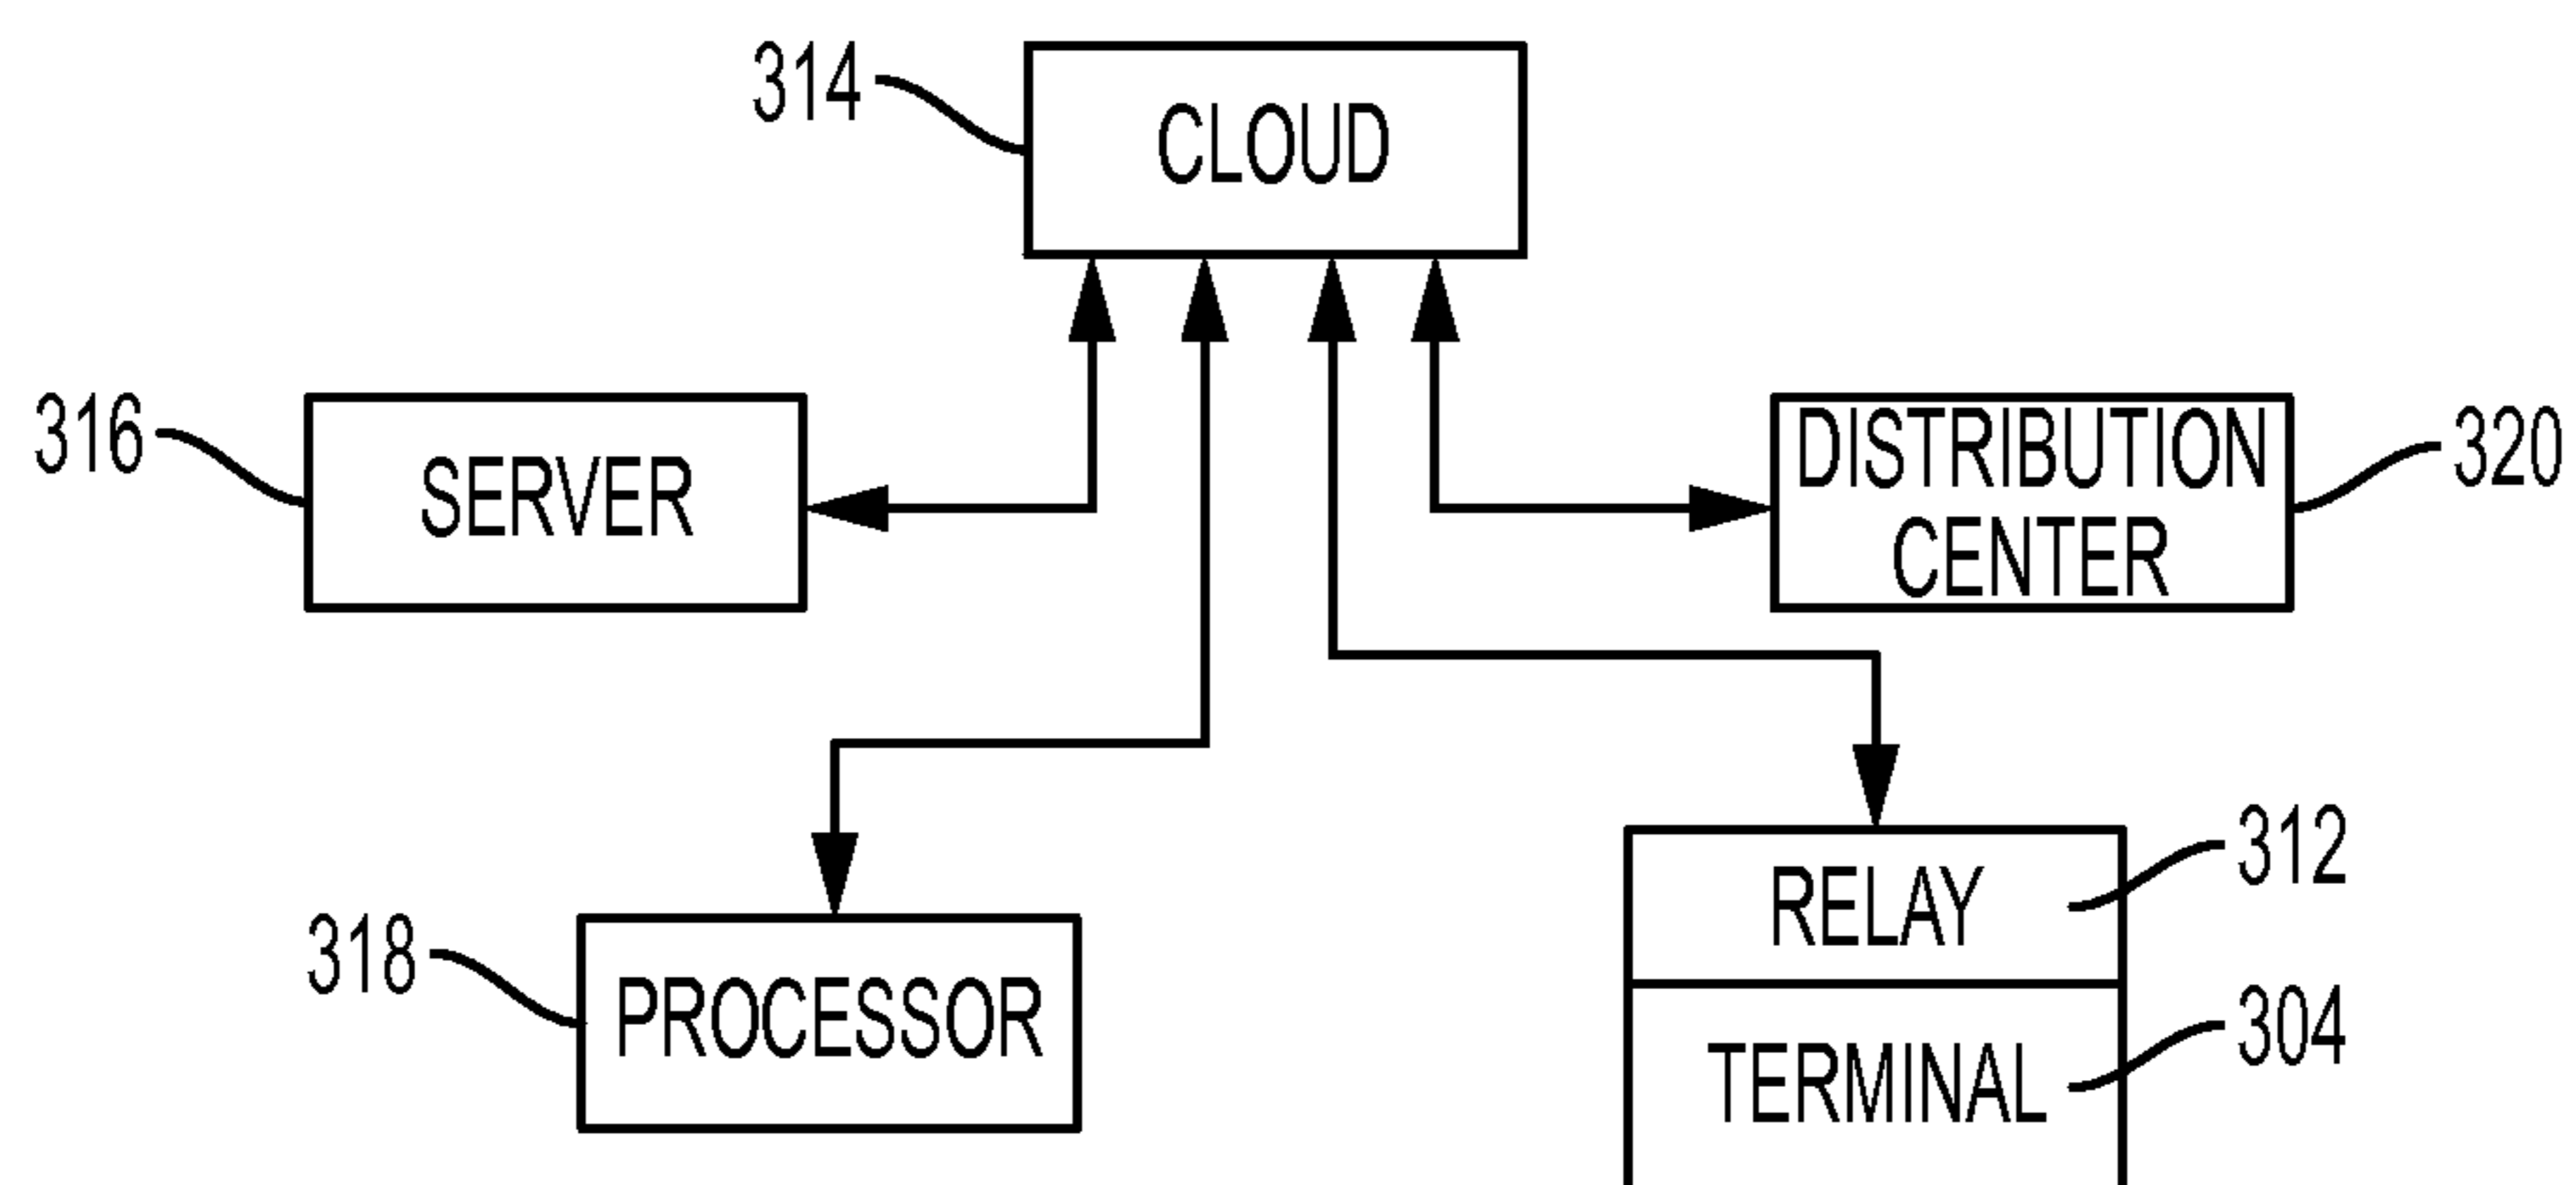 314
CLOUD
316
SERVER
DISTRIBUTION
CENTER
320
318
PROCESSOR
RELAY
312
TERMINAL
304